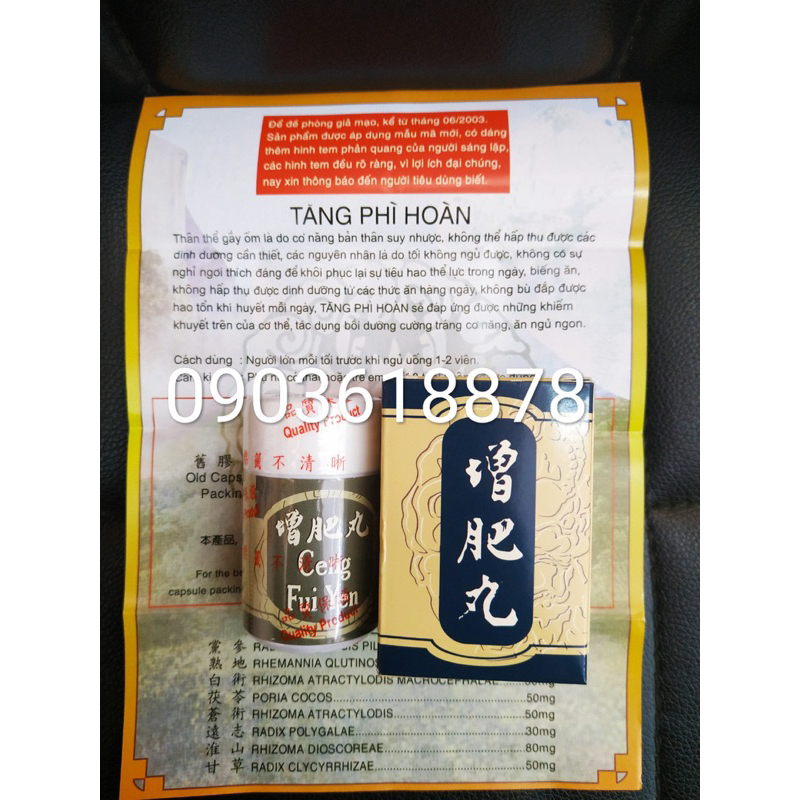 Để đề phòng giả mạo, kể từ tháng 06/2003.
Sản phẩm được áp dụng mẫu mã mới, có dáng
thêm hình tem phản quang của người sáng lập,
các hình tem đều rõ ràng, vì lợi ích đại chúng,
nay xin thông báo đến người tiêu dùng biết.
TĂNG PHÌ HOÀN
Thân thể gầy ốm là do cơ năng bản thân suy nhược, không thể hấp thu được các
dinh dưỡng cần thiết, các nguyên nhân là do tối không ngủ được, không có sự
nghỉ ngơi thích đáng để khôi phục lại sự tiêu hao thể lực trong ngày, biếng ăn,
không hấp thụ được dinh dưỡng từ các thức ăn hàng ngày, không bù đắp được
hao tổn khi huyết mỗi ngày, TĂNG PHÌ HOÀN sẽ đáp ứng được những khiếm
khuyết trên của cơ thể, tác dụng bồi dưỡng cường tráng cơ năng, ăn ngủ ngon.
Cách dùng : Người lớn mỗi tối trước khi ngủ uống 1-2 viên.
0903618878
Quality Product
不清晰
舊膠
Old Caps
Packin
增肥丸
Ceng
Fui Yen
Quality Product
增肥丸
本產品,
For the be
capsule packin
黨參
熟地 REHMANNIA QLUTINOS
白術 RHIZOMA ATRACTYLODIS MACROCEPHALAE
茯苓 PORIA COCOS 50mg
蒼術 RHIZOMA ATRACTYLODIS 50mg
遠志 RADIX POLYGALAE 30mg
淮山 RHIZOMA DIOSCOREAE 80mg
甘草 RADIX CLYCYRRHIZAE 50mg